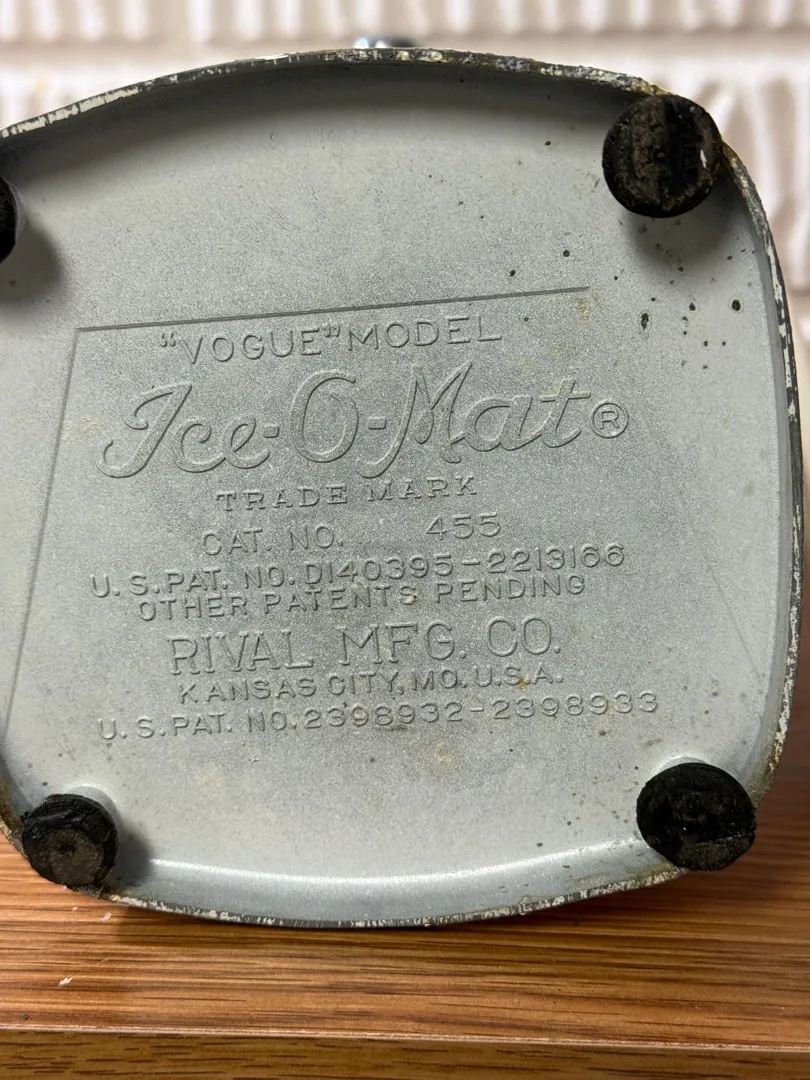 "VOGUE" MODEL
Ice-O-Mat®
TRADE MARK
CAT. NO. 455
U.S.PAT. NO. D140395-2213166
OTHER PATENTS PENDING
RIVAL MFG. CO.
KANSAS CITY, MO. U.S.A.
U.S.PAT. NO. 2398932-2398933